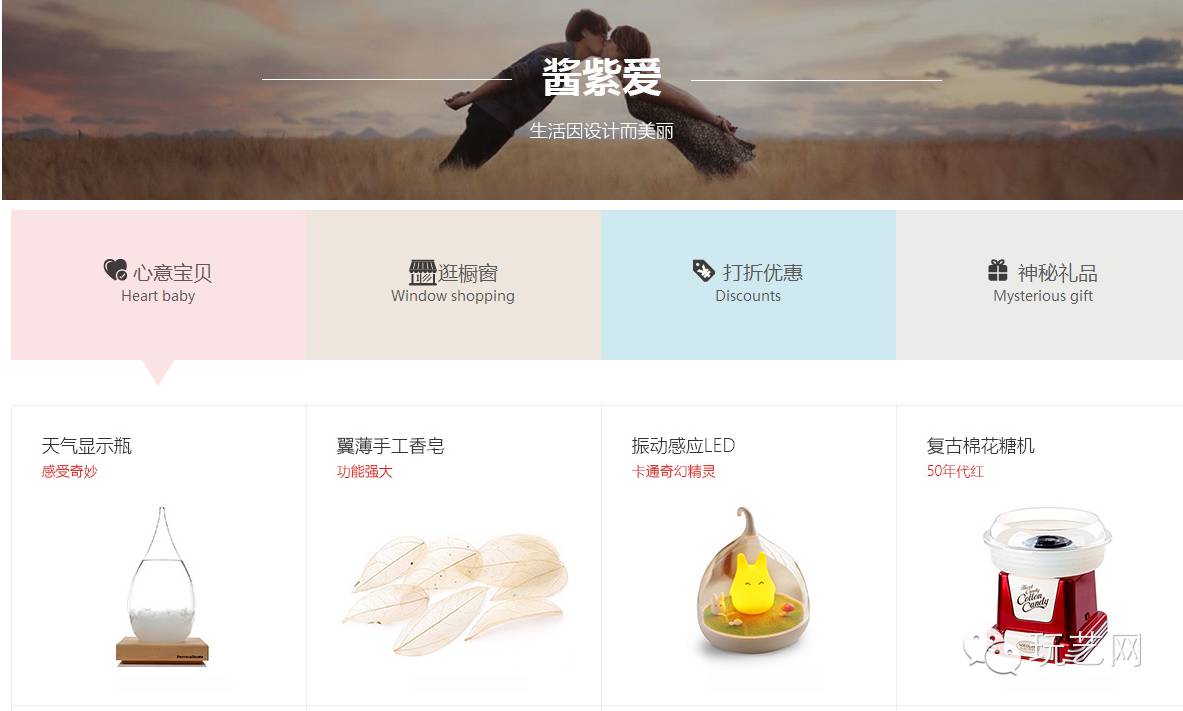 酱紫爱
生活因设计而美丽
心意宝贝
Heart baby
逛橱窗
Window shopping
打折优惠
Discounts
神秘礼品
Mysterious gift
天气显示瓶
感受奇妙
翼薄手工香皂
功能强大
振动感应LED
卡通奇幻精灵
复古棉花糖机
50年代红
Cotton
Candy
玩艺网